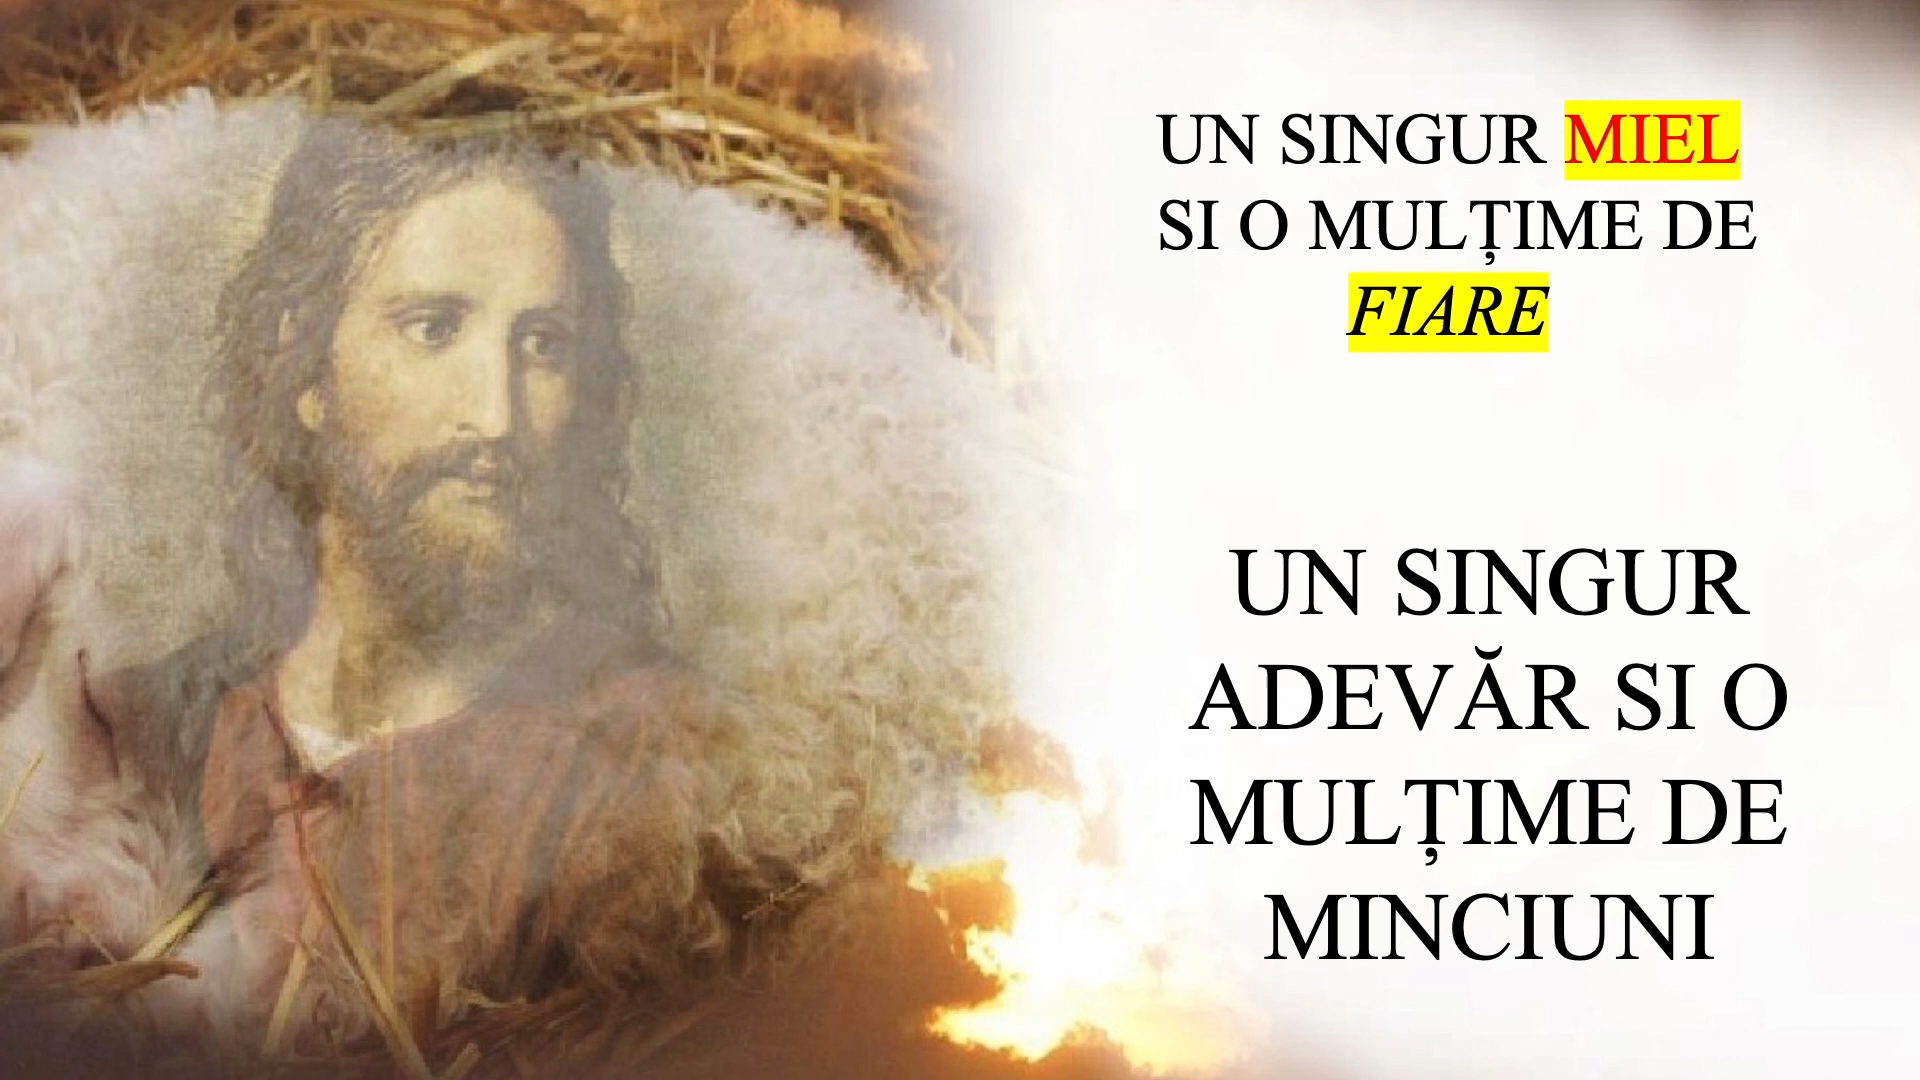 UN SINGUR MIEL
SI O MULȚIME DE
FIARE
UN SINGUR
ADEVĂR SI O
MULȚIME DE
MINCIUNI